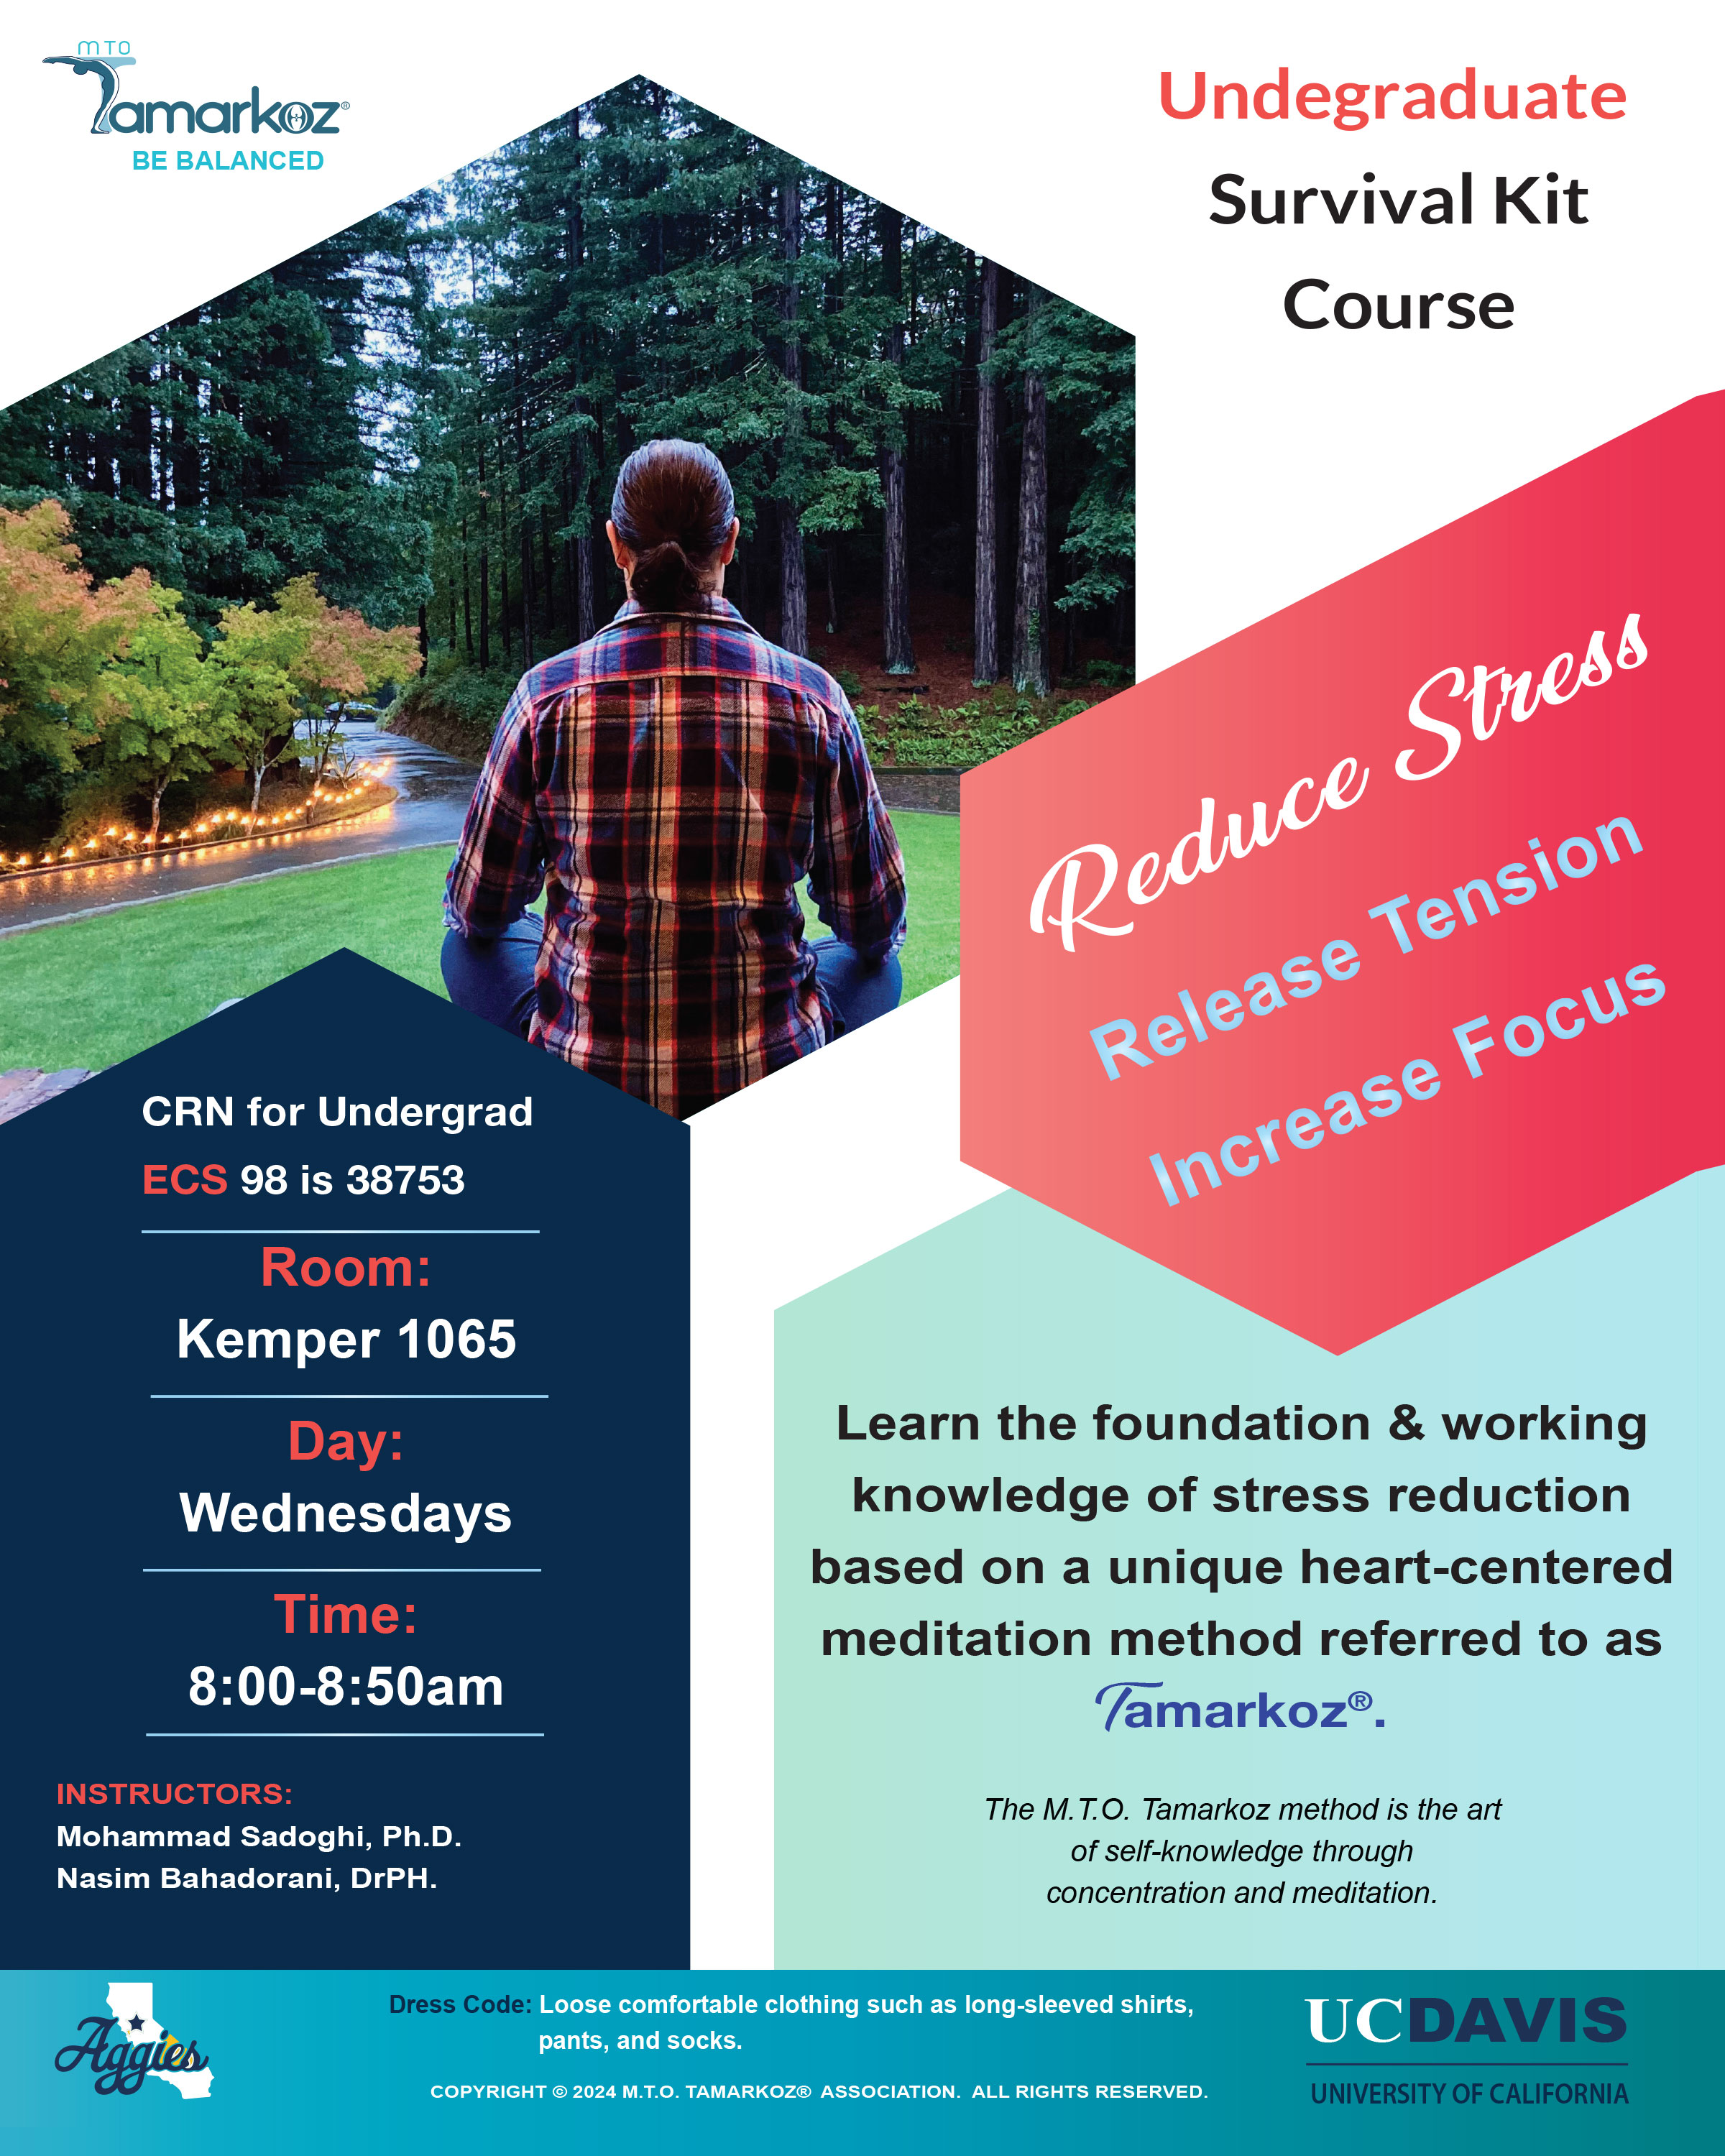 MTO
Tamarkoz®
BE BALANCED
Undegraduate
Survival Kit
Course
Reduce Stress
Release Tension
Increase Focus
CRN for Undergrad
ECS 98 is 38753
Room:
Kemper 1065
Day:
Wednesdays
Time:
8:00-8:50am
INSTRUCTORS:
Mohammad Sadoghi, Ph.D.
Nasim Bahadorani, DrPH.
Learn the foundation & working
knowledge of stress reduction
based on a unique heart-centered
meditation method referred to as
Tamarkoz®.
The M.T.O. Tamarkoz method is the art
of self-knowledge through
concentration and meditation.
Aggies
Dress Code: Loose comfortable clothing such as long-sleeved shirts,
pants, and socks.
COPYRIGHT © 2024 M.T.O. TAMARKOZ® ASSOCIATION. ALL RIGHTS RESERVED.
UCDAVIS
UNIVERSITY OF CALIFORNIA